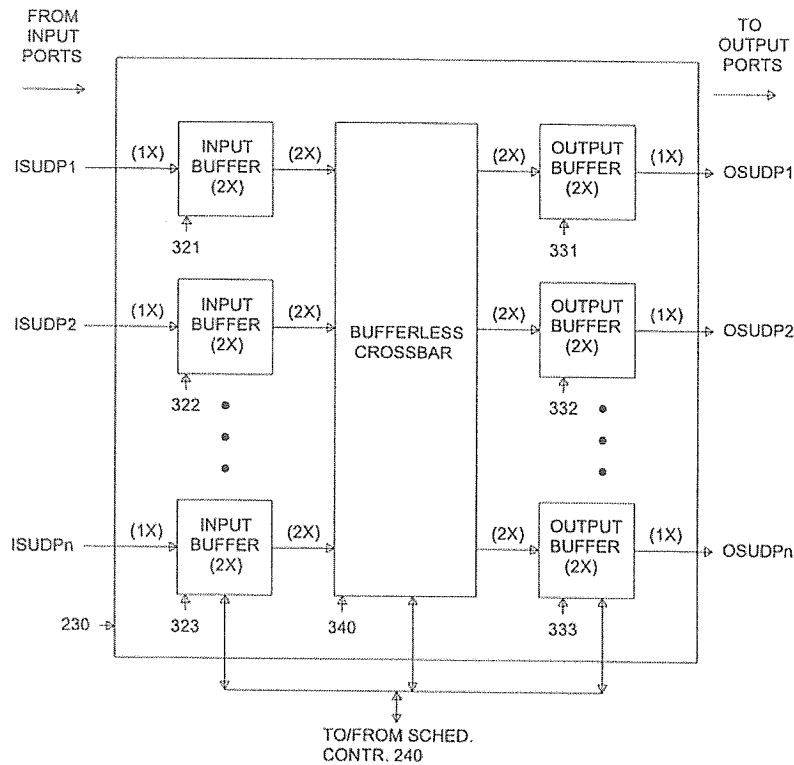 FROM
INPUT
PORTS
TO
OUTPUT
PORTS
ISUDP1
(1X)
INPUT
BUFFER
(2X)
(2X)
321
BUFFERLESS
CROSSBAR
(2X)
OUTPUT
BUFFER
(2X)
(1X)
OSUDP1
331
ISUDP2
(1X)
INPUT
BUFFER
(2X)
(2X)
322
(2X)
OUTPUT
BUFFER
(2X)
(1X)
OSUDP2
332
ISUDPn
(1X)
INPUT
BUFFER
(2X)
(2X)
323
(2X)
OUTPUT
BUFFER
(2X)
(1X)
OSUDPn
333
230
340
TO/FROM SCHED.
CONTR. 240